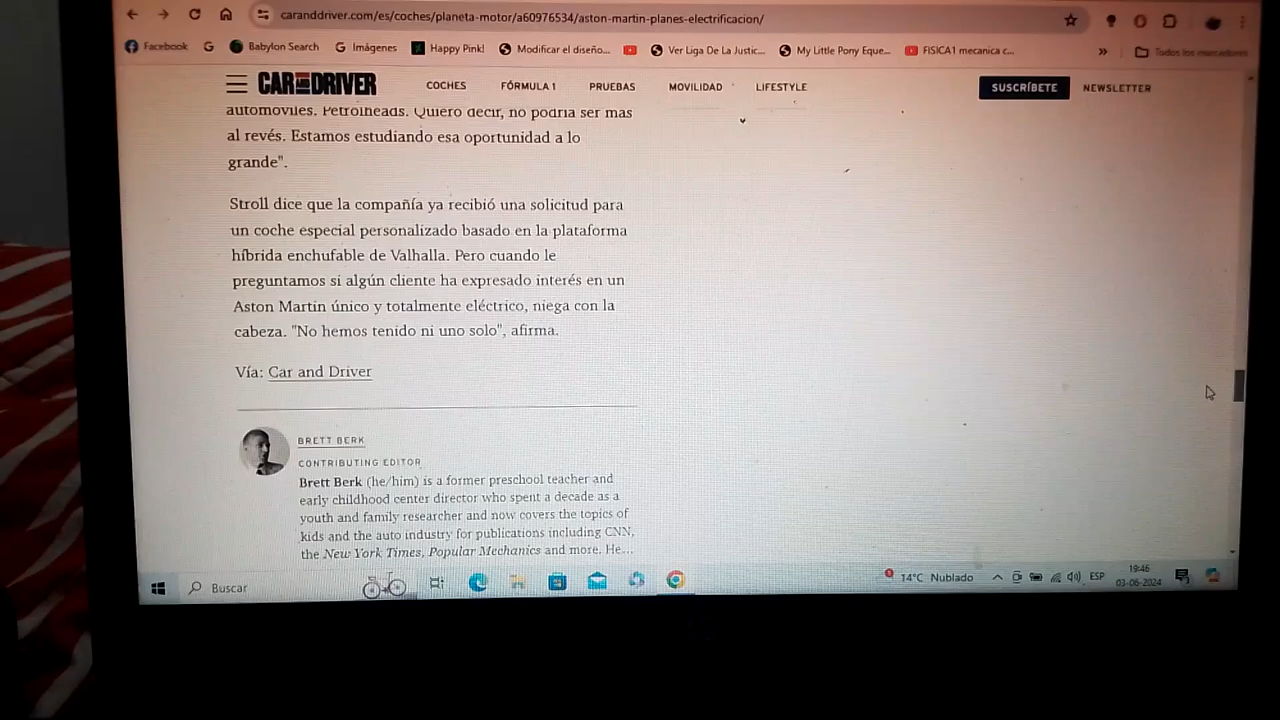 caranddriver.com/es/coches/planeta-motor/a60976534/aston-martin-planes-electrificacion/
Facebook Babylon Search Imágenes Happy Pink! Modificar el diseño... Ver Liga De La Justic... My Little Pony Eque... FISICA1 mecanica c... » Todos los marcadores
CAR AND DRIVER COCHES FÓRMULA 1 PRUEBAS MOVILIDAD LIFESTYLE SUSCRÍBETE NEWSLETTER
automóviles. Petrolheads. Quiero decir, no podría ser más
al revés. Estamos estudiando esa oportunidad a lo
grande".
Stroll dice que la compañía ya recibió una solicitud para
un coche especial personalizado basado en la plataforma
híbrida enchufable de Valhalla. Pero cuando le
preguntamos si algún cliente ha expresado interés en un
Aston Martin único y totalmente eléctrico, niega con la
cabeza. "No hemos tenido ni uno solo", afirma.
Vía: Car and Driver
BRETT BERK
CONTRIBUTING EDITOR
Brett Berk (he/him) is a former preschool teacher and
early childhood center director who spent a decade as a
youth and family researcher and now covers the topics of
kids and the auto industry for publications including CNN,
the New York Times, Popular Mechanics and more. He...
Buscar 14°C Nublado ESP 19:46
03-06-2024